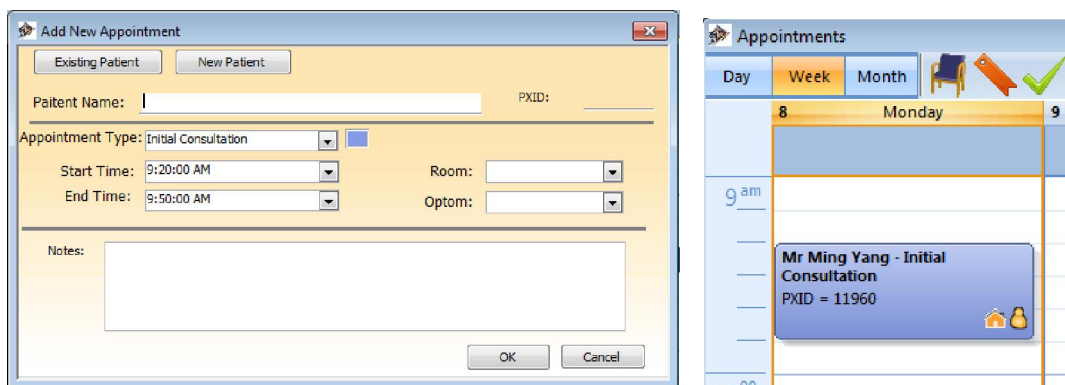 Add New Appointment
Existing Patient New Patient
Paitent Name: PXID:
Appointment Type: Initial Consultation
Start Time: 9:20:00 AM Room:
End Time: 9:50:00 AM Optom:
Notes:
OK Cancel
Appointments
Day Week Month
8 Monday 9
9 am
Mr Ming Yang - Initial
Consultation
PXID = 11960